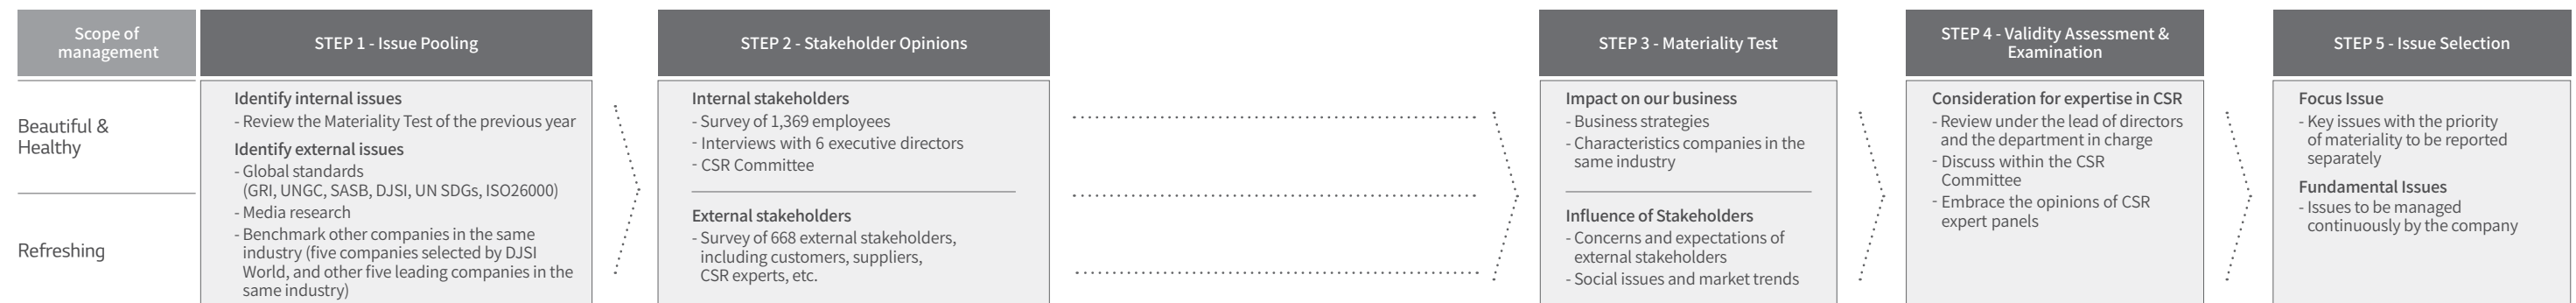 Scope of
management
STEP 1 - Issue Pooling
STEP 2 - Stakeholder Opinions
STEP 3 - Materiality Test
STEP 4 - Validity Assessment &
Examination
STEP 5 - Issue Selection
Beautiful &
Healthy
Refreshing
Identify internal issues
- Review the Materiality Test of the previous year
Identify external issues
- Global standards
(GRI, UNGC, SASB, DJSI, UN SDGs, ISO26000)
- Media research
- Benchmark other companies in the same
industry (five companies selected by DJSI
World, and other five leading companies in the
same industry)
Internal stakeholders
- Survey of 1,369 employees
- Interviews with 6 executive directors
- CSR Committee
External stakeholders
- Survey of 668 external stakeholders,
including customers, suppliers,
CSR experts, etc.
Impact on our business
- Business strategies
- Characteristics companies in the
same industry
Influence of Stakeholders
- Concerns and expectations of
external stakeholders
- Social issues and market trends
Consideration for expertise in CSR
- Review under the lead of directors
and the department in charge
- Discuss within the CSR
Committee
- Embrace the opinions of CSR
expert panels
Focus Issue
- Key issues with the priority
of materiality to be reported
separately
Fundamental Issues
- Issues to be managed
continuously by the company